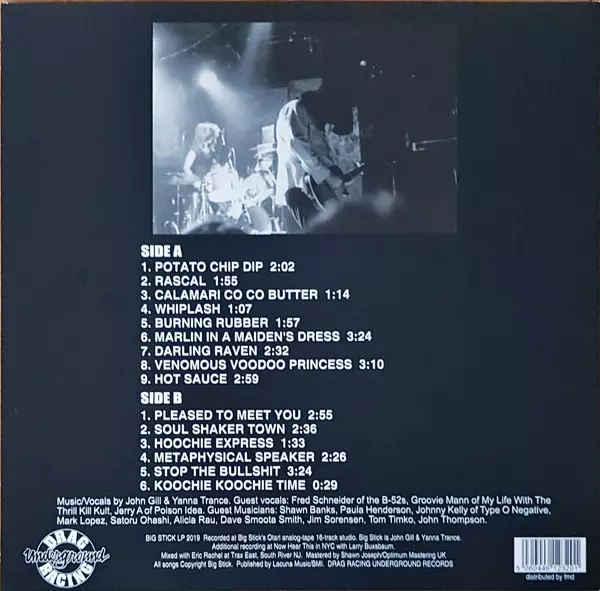 SIDE A
1. POTATO CHIP DIP 2:02
2. RASCAL 1:55
3. CALAMARI CO CO BUTTER 1:14
4. WHIPLASH 1:07
5. BURNING RUBBER 1:57
6. MARLIN IN A MAIDEN'S DRESS 3:24
7. DARLING RAVEN 2:32
8. VENOMOUS VOODOO PRINCESS 3:10
9. HOT SAUCE 2:59
SIDE B
1. PLEASED TO MEET YOU 2:55
2. SOUL SHAKER TOWN 2:36
3. HOOCHIE EXPRESS 1:33
4. METAPHYSICAL SPEAKER 2:26
5. STOP THE BULLSHIT 3:24
6. KOOCHIE KOOCHIE TIME 0:29
Music/Vocals by John Gill & Yanna Trance. Guest vocals: Fred Schneider of the B-52s, Groovie Mann of My Life With The
Thrill Kill Kult, Jerry A of Poison Idea. Guest Musicians: Shawn Banks, Paula Henderson, Johnny Kelly of Type O Negative,
Mark Lopez, Satoru Ohashi, Alicia Rau, Dave Smoota Smith, Jim Sorensen, Tom Timko, John Thompson.
BIG STICK LP 2019 Recorded at Big Stick's Otari analog-tape 16-track studio. Big Stick is John Gill & Yanna Trance.
Additional recording at Now Hear This in NYC with Larry Buxbaum.
Mixed with Eric Rachel at Trax East, South River NJ. Mastered by Shawn Joseph/Optimum Mastering UK
All songs Copyright Big Stick. Published by Lacuna Music/BMI. DRAG RACING UNDERGROUND RECORDS
DRAG
Underground
RACING
distributed by fmd